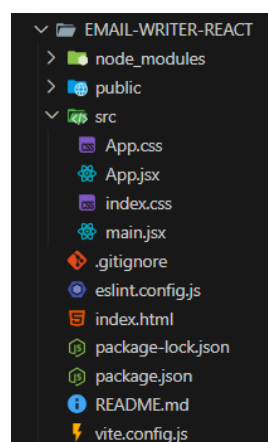 EMAIL-WRITER-REACT
node_modules
public
src
App.css
App.jsx
index.css
main.jsx
.gitignore
eslint.config.js
index.html
package-lock.json
package.json
README.md
vite.config.js